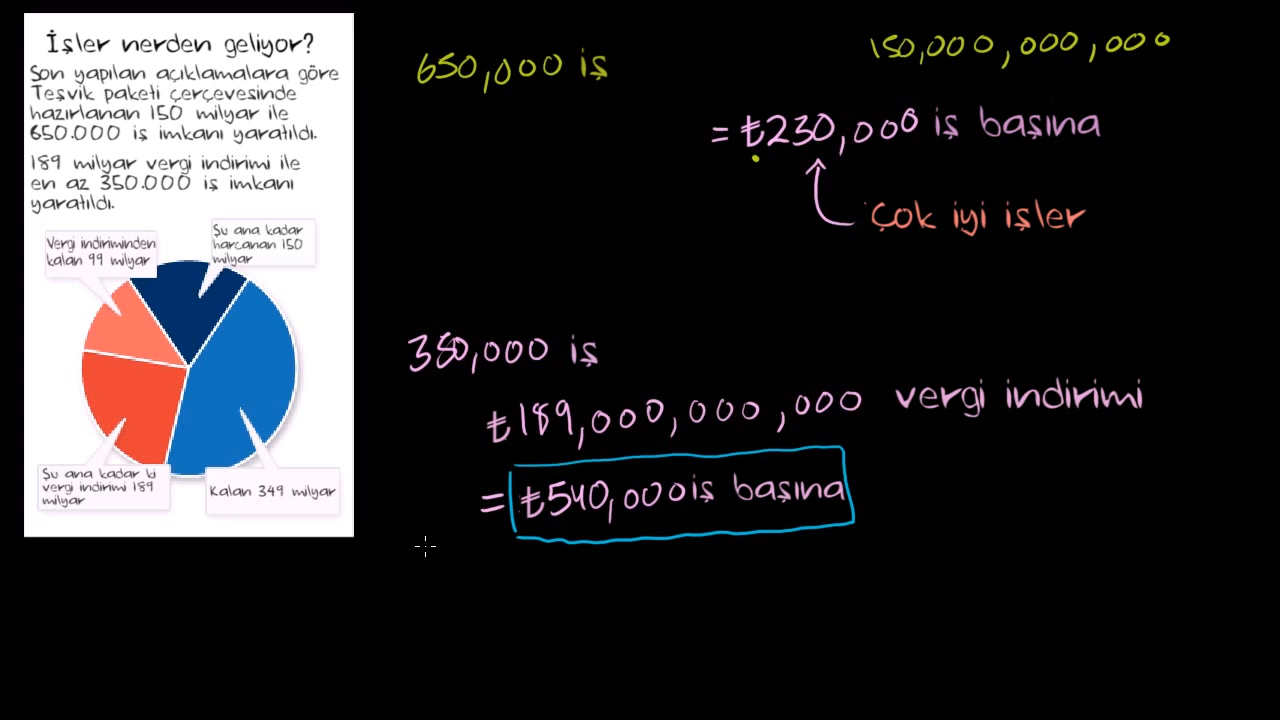 İşler nerden geliyor?
Son yapılan açıklamalara göre
Teşvik paketi çerçevesinde
hazırlanan 150 milyar ile
650.000 iş imkanı yaratıldı.
189 milyar vergi indirimi ile
en az 350.000 iş imkanı
yaratıldı.
Vergi indiriminden
kalan 99 milyar
Şu ana kadar
harcanan 150
milyar
Şu ana kadar ki
vergi indirimi 189
milyar
Kalan 349 milyar
650,000 iş
150,000,000,000
= ₺230,000 iş başına
çok iyi işler
350,000 iş
₺189,000,000,000 vergi indirimi
= ₺540,000 iş başına